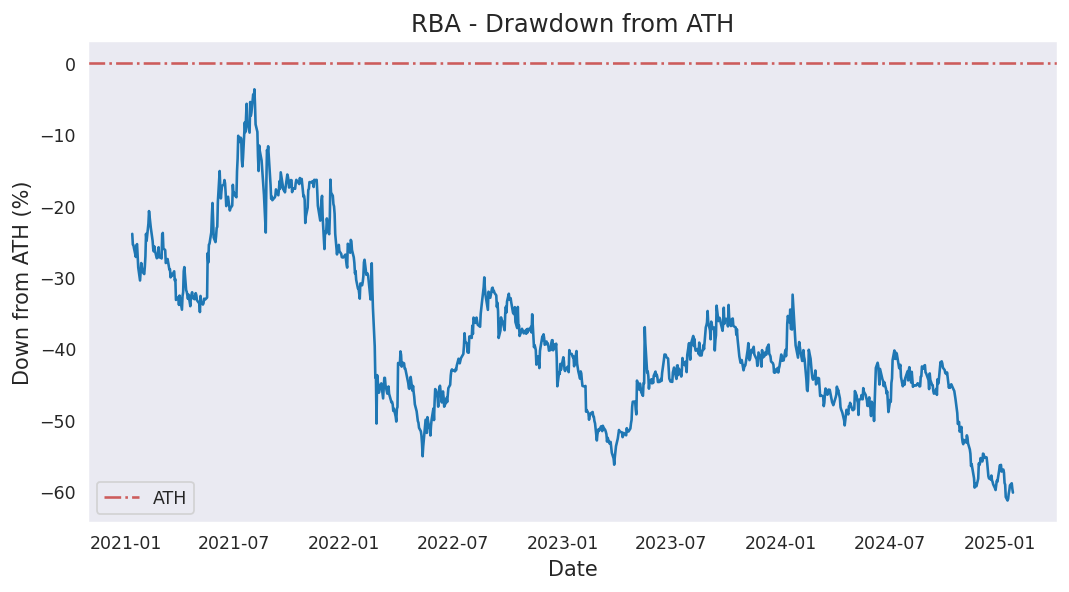 RBA - Drawdown from ATH
Down from ATH (%)
0
−10
−20
−30
−40
−50
−60
ATH
2021-01 2021-07 2022-01 2022-07 2023-01 2023-07 2024-01 2024-07 2025-01
Date